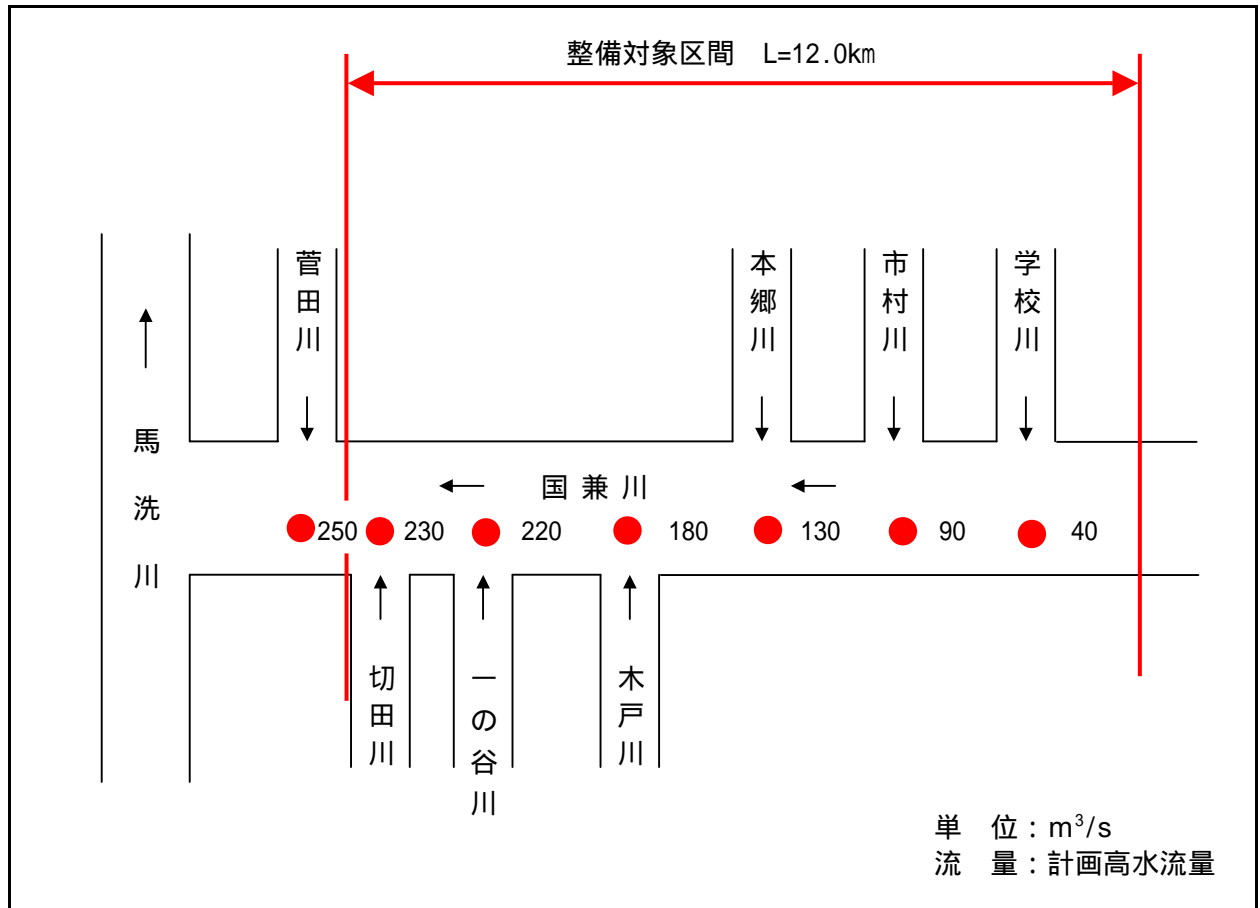 整備対象区間 L=12.0km
菅田川
本郷川
市村川
学校川
馬洗川
国兼川
250 230 220 180 130 90 40
切田川
一の谷川
木戸川
単 位：m³/s
流 量：計画高水流量